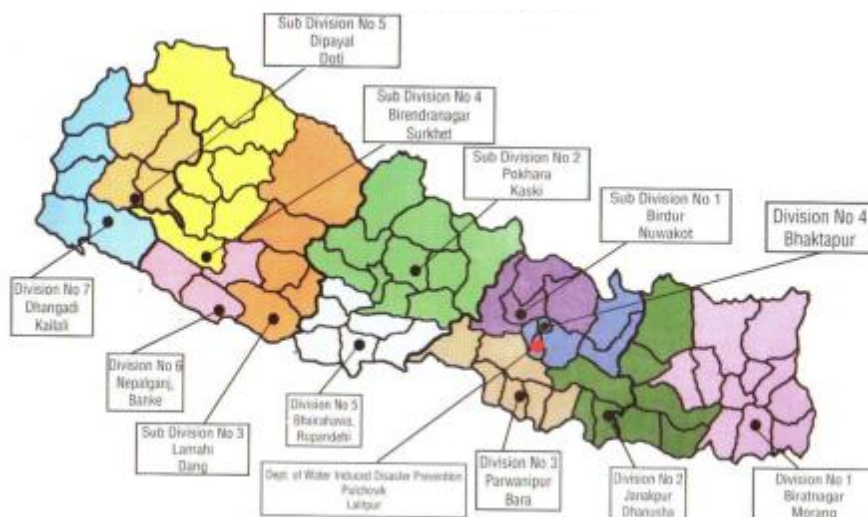 Sub Division No 5
Dipayal
Doti
Sub Division No 4
Birendranagar
Surkhet
Sub Division No 2
Pokhara
Kaski
Sub Division No 1
Birdur
Nuwakot
Division No 4
Bhaktapur
Division No 7
Dhangadi
Kailali
Division No 6
Nepalganj,
Banke
Sub Division No 3
Lamahi
Dang
Division No 5
Bhairahawa,
Rupandehi
Dept. of Water Induced Disaster Prevention
Pulchowk
Lalitpur
Division No 3
Parwanipur
Bara
Division No 2
Janakpur
Dhanusha
Division No 1
Biratnagar
Morang